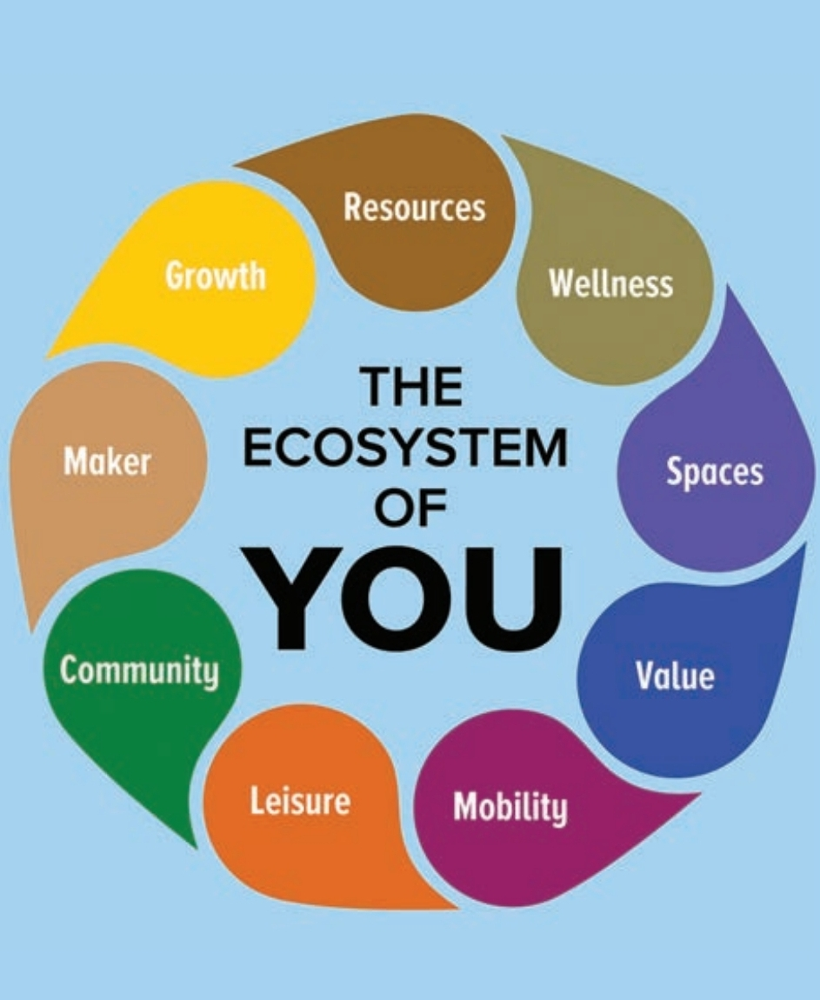 Resources
Wellness
Spaces
Value
Mobility
Leisure
Community
Maker
Growth
THE
ECOSYSTEM
OF
YOU